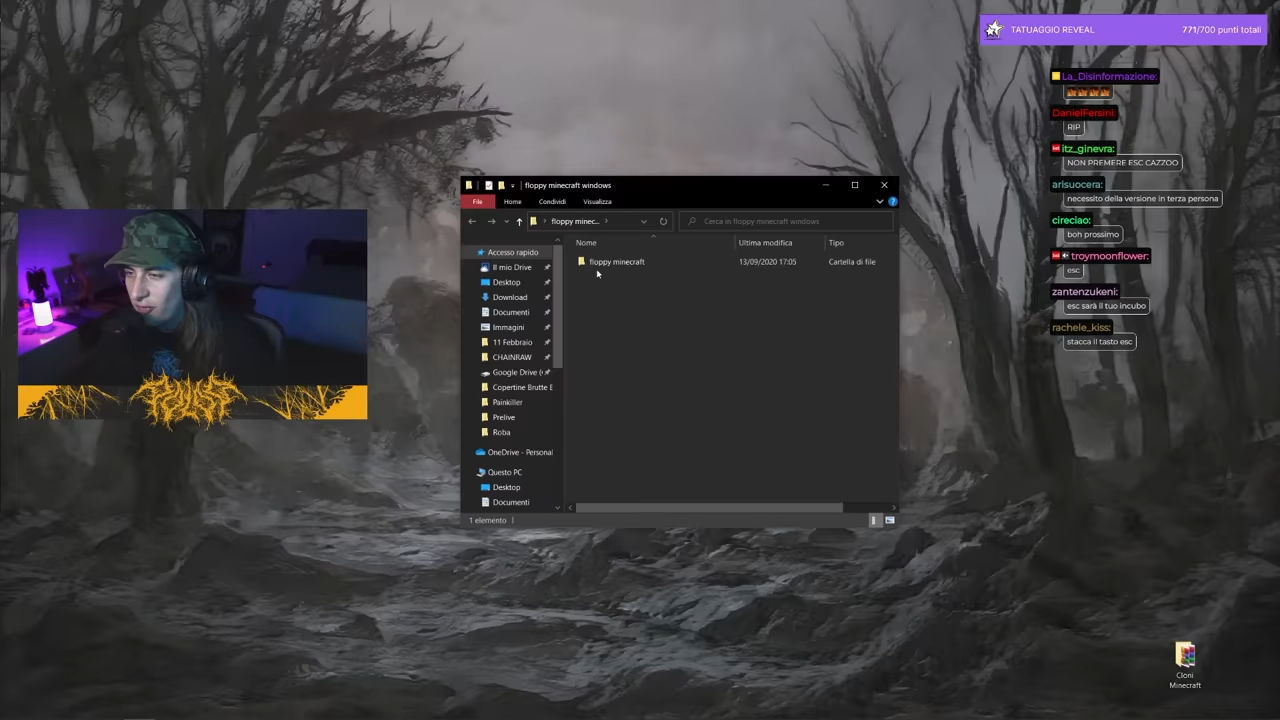 TATUAGGIO REVEAL 771/700 punti totali
La_Disinformazione:
DanielFersini:
RIP
itz_ginevra:
NON PREMERE ESC CAZZOO
arisuocera:
necessito della versione in terza persona
cireciao:
boh prossimo
troymoonflower:
esc
zantenzukeni:
esc sarà il tuo incubo
rachele_kiss:
stacca il tasto esc
floppy minecraft windows
File Home Condividi Visualizza
floppy minec... Cerca in floppy minecraft windows
Nome Ultima modifica Tipo
floppy minecraft 13/09/2020 17:05 Cartella di file
Accesso rapido
Il mio Drive
Desktop
Download
Documenti
Immagini
11 Febbraio
CHAINRAW
Google Drive (
Copertine Brutte E
Painkiller
Prelive
Roba
OneDrive - Personal
Questo PC
Desktop
Documenti
1 elemento
Cloni
Minecraft